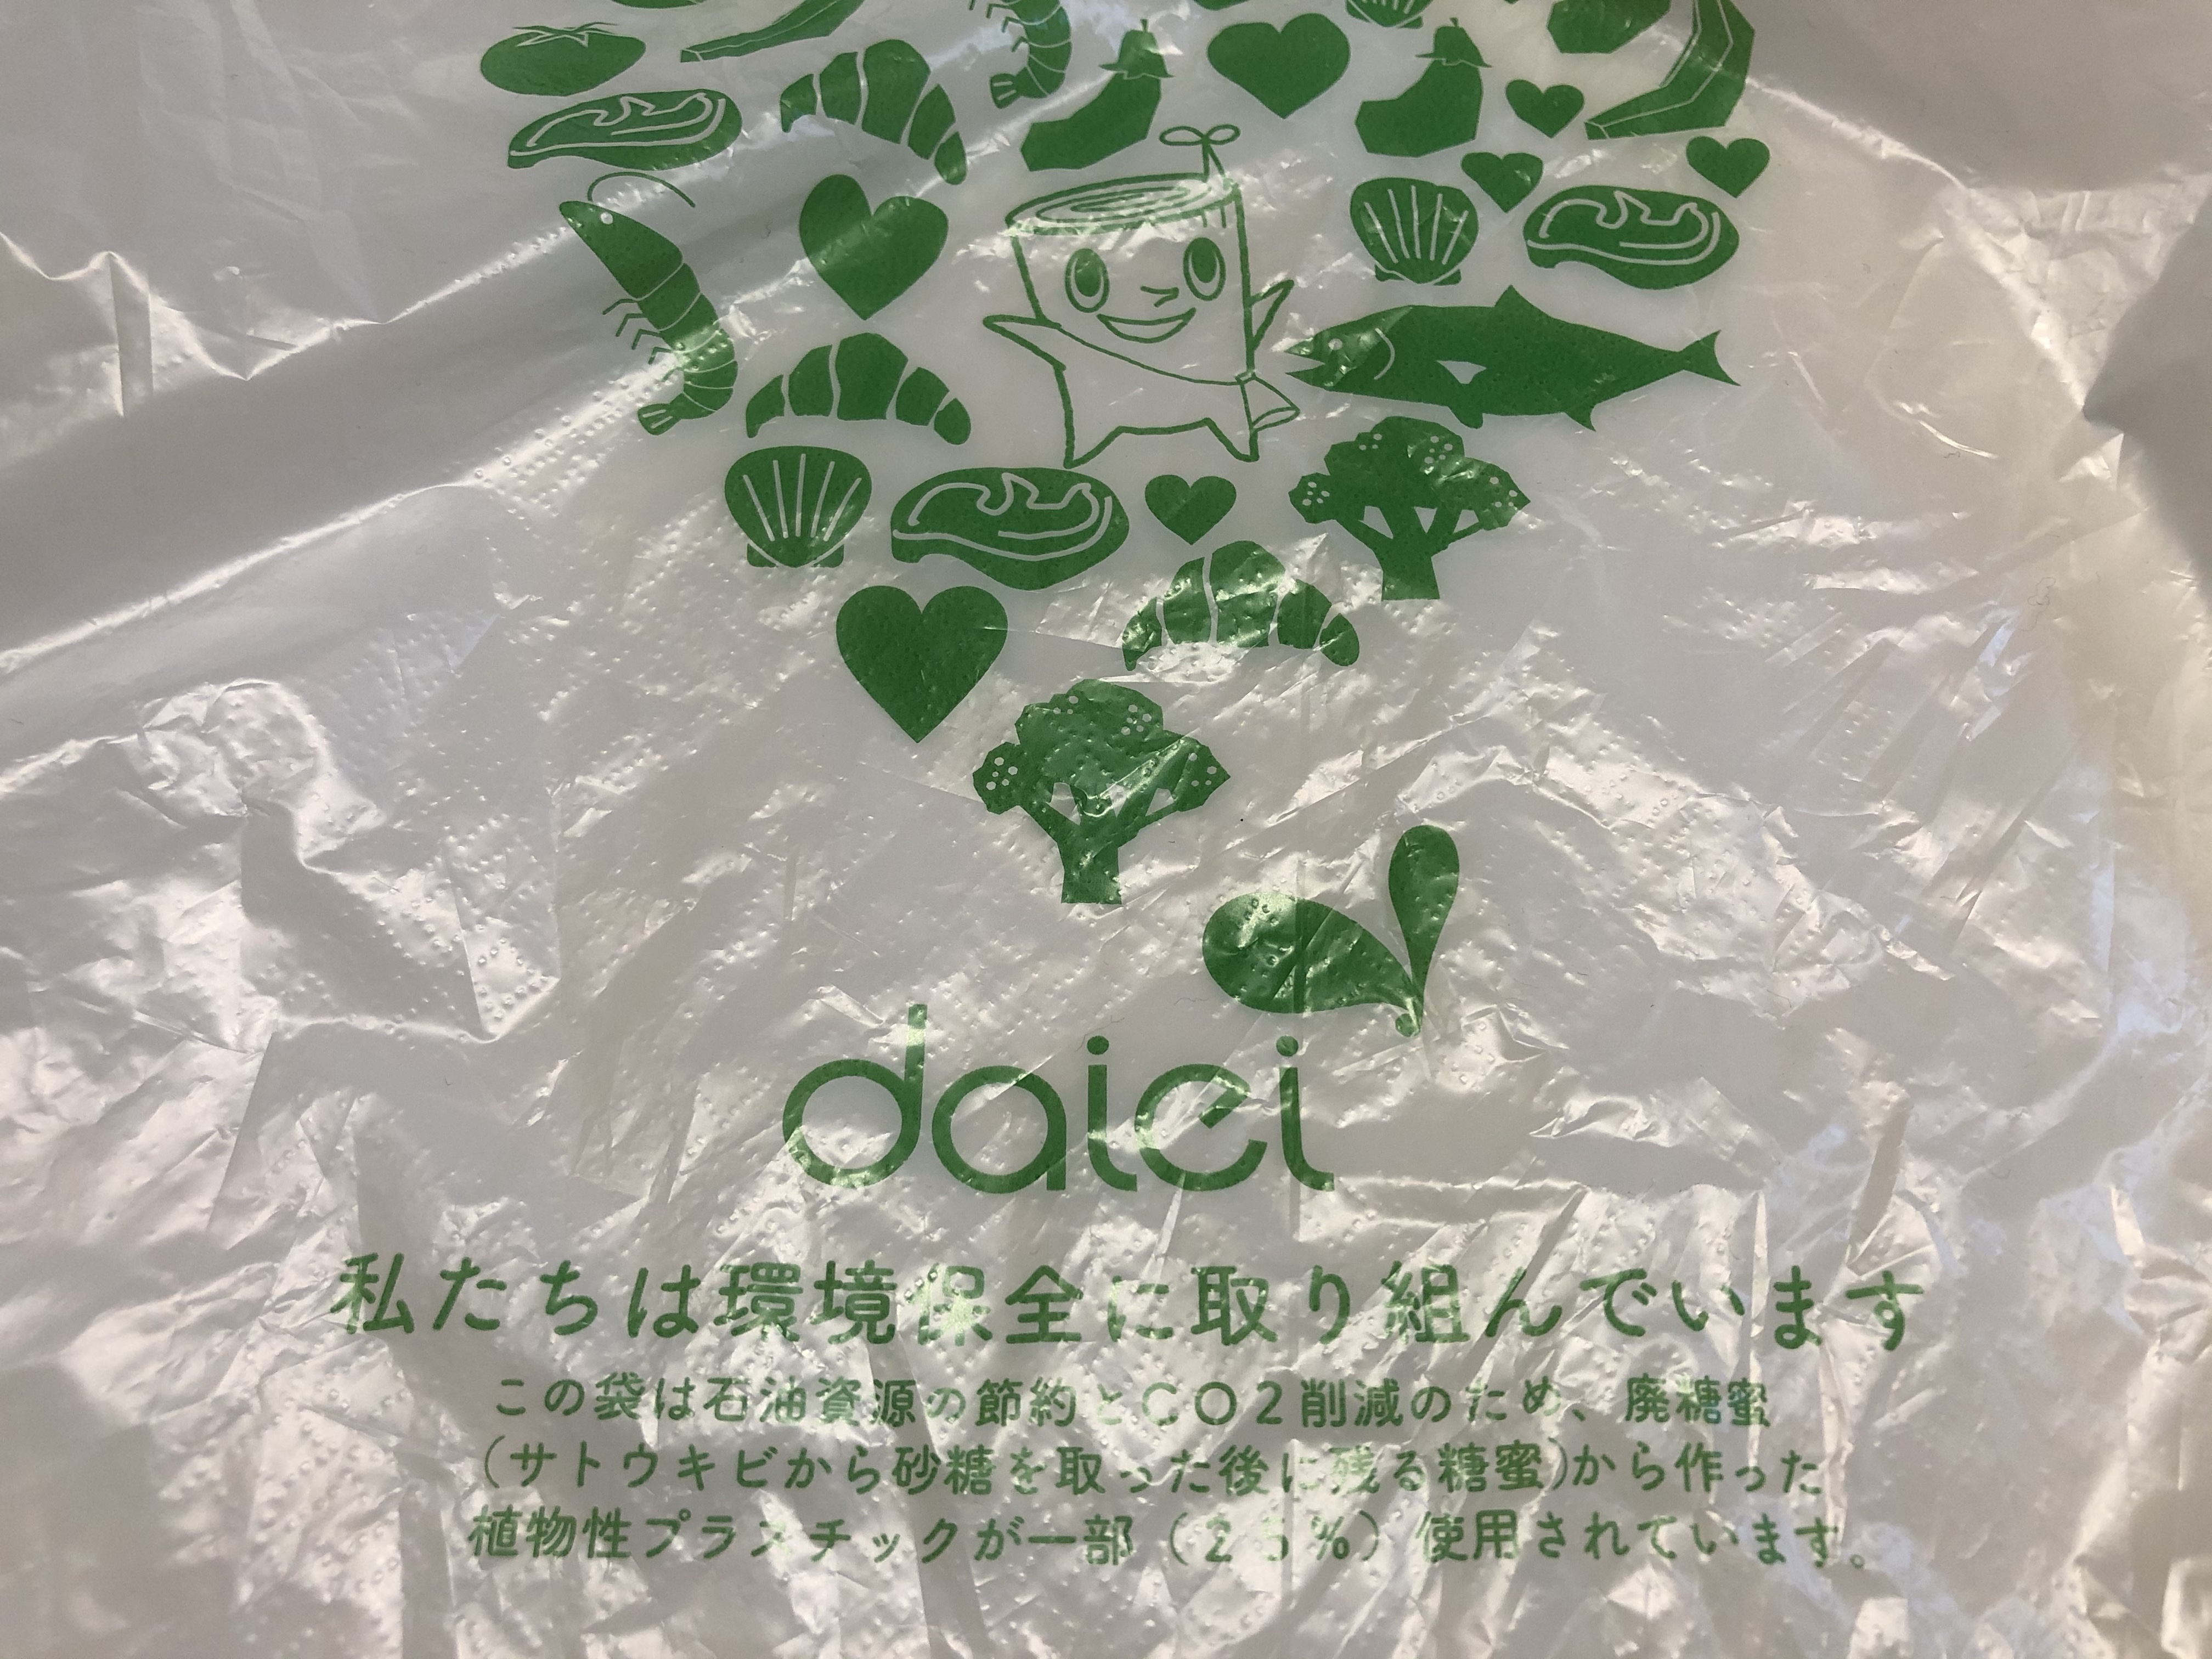 daiei
私たちは環境保全に取り組んでいます
この袋は石油資源の節約とCO2削減のため、廃糖蜜
(サトウキビから砂糖を取った後に残る糖蜜)から作った
植物性プラスチックが一部(25%)使用されています。